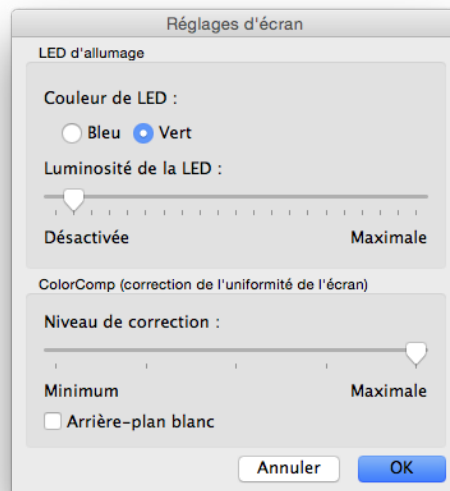 Réglages d'écran
LED d'allumage
Couleur de LED :
Bleu Vert
Luminosité de la LED :
Désactivée Maximale
ColorComp (correction de l'uniformité de l'écran)
Niveau de correction :
Minimum Maximale
Arrière-plan blanc
Annuler OK